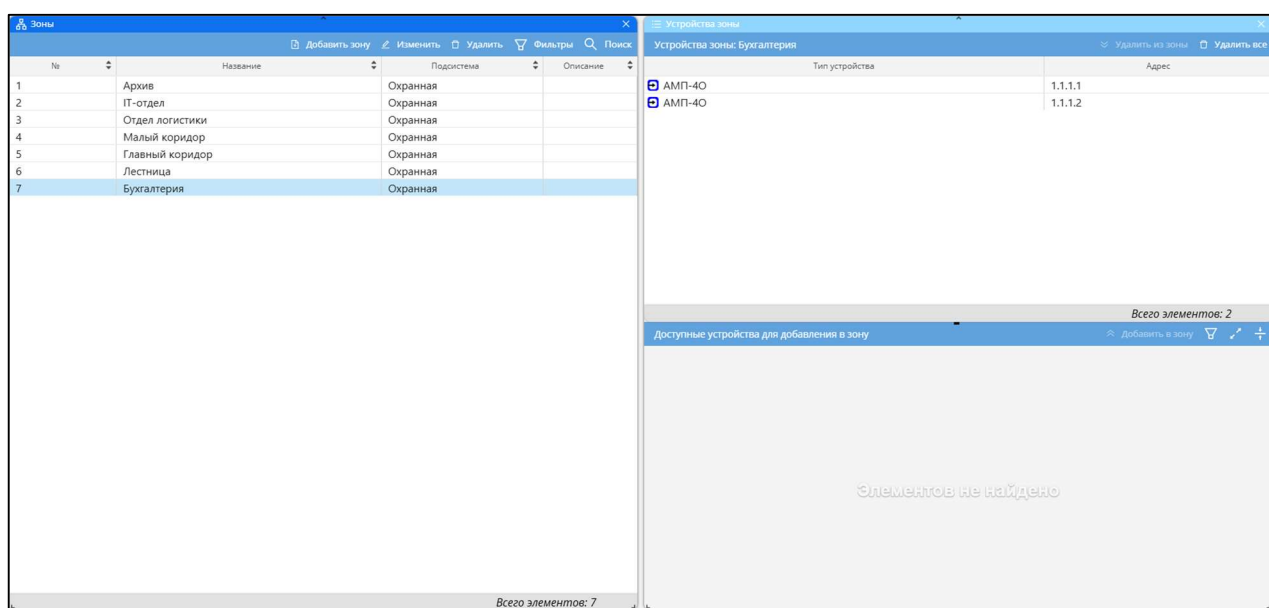 Зоны
Добавить зону Изменить Удалить Фильтры Поиск
№ Название Подсистема Описание
1 Архив Охранная
2 IT-отдел Охранная
3 Отдел логистики Охранная
4 Малый коридор Охранная
5 Главный коридор Охранная
6 Лестница Охранная
7 Бухгалтерия Охранная
Всего элементов: 7
Устройства зоны
Устройства зоны: Бухгалтерия Удалить из зоны Удалить все
Тип устройства Адрес
АМП-4О 1.1.1.1
АМП-4О 1.1.1.2
Всего элементов: 2
Доступные устройства для добавления в зону Добавить в зону
Элементов не найдено